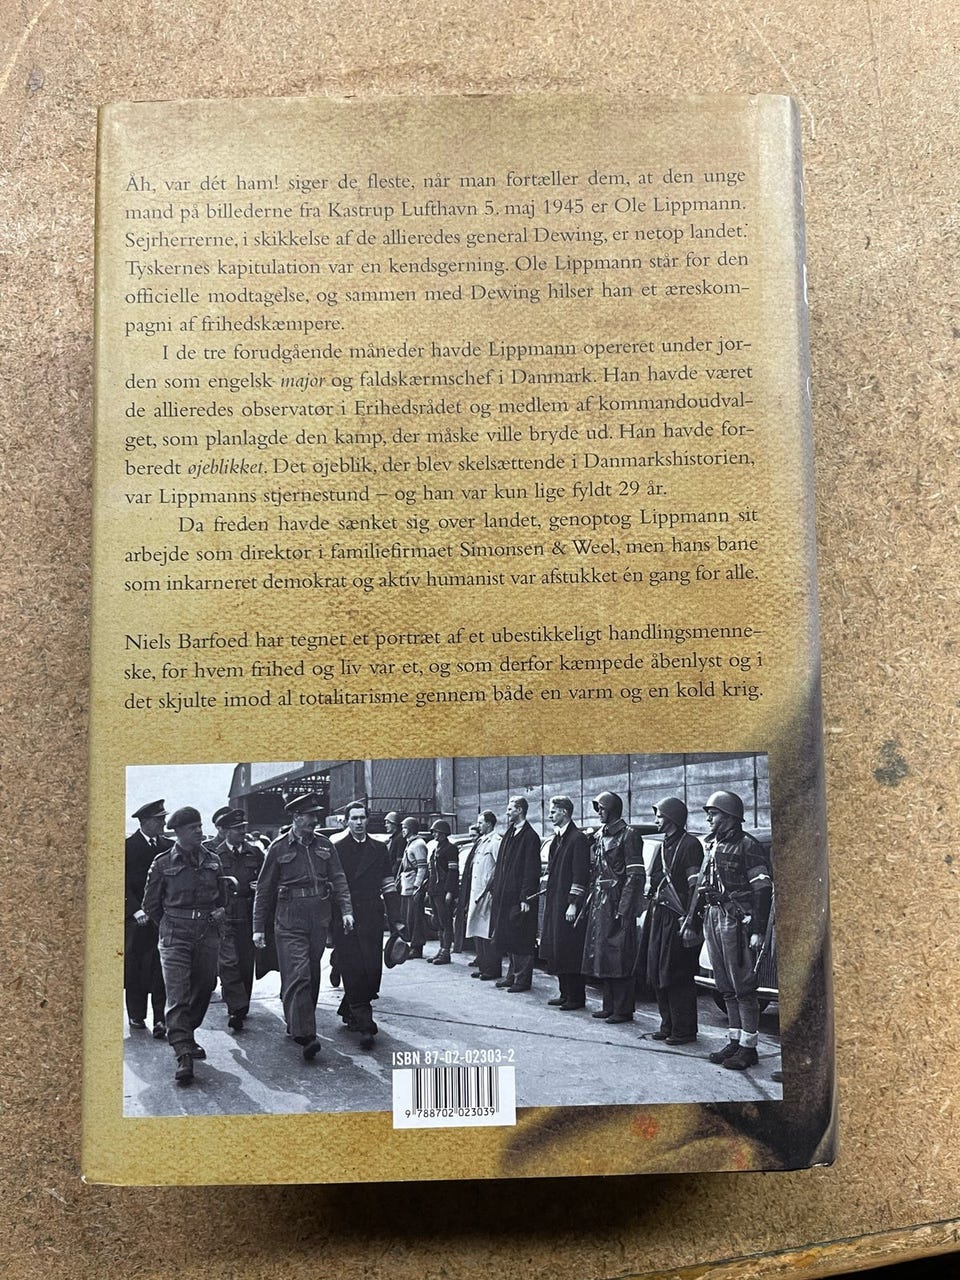 Åh, var dét ham! siger de fleste, når man fortæller dem, at den unge
mand på billederne fra Kastrup Lufthavn 5. maj 1945 er Ole Lippmann.
Sejrherrerne, i skikkelse af de allieredes general Dewing, er netop landet.
Tyskernes kapitulation var en kendsgerning. Ole Lippmann står for den
officielle modtagelse, og sammen med Dewing hilser han et æreskom-
pagni af frihedskæmpere.
I de tre forudgående måneder havde Lippmann opereret under jor-
den som engelsk major og faldskærmschef i Danmark. Han havde været
de allieredes observatør i Frihedsrådet og medlem af kommandoudval-
get, som planlagde den kamp, der måske ville bryde ud. Han havde for-
beredt øjeblikket. Det øjeblik, der blev skelsættende i Danmarkshistorien,
var Lippmanns stjernestund – og han var kun lige fyldt 29 år.
Da freden havde sænket sig over landet, genoptog Lippmann sit
arbejde som direktør i familiefirmaet Simonsen & Weel, men hans bane
som inkarneret demokrat og aktiv humanist var afstukket én gang for alle.
Niels Barfoed har tegnet et portræt af et ubestikkeligt handlingsmenne-
ske, for hvem frihed og liv var et, og som derfor kæmpede åbenlyst og i
det skjulte imod al totalitarisme gennem både en varm og en kold krig.
ISBN 87-02-02303-2
9 788702 023039